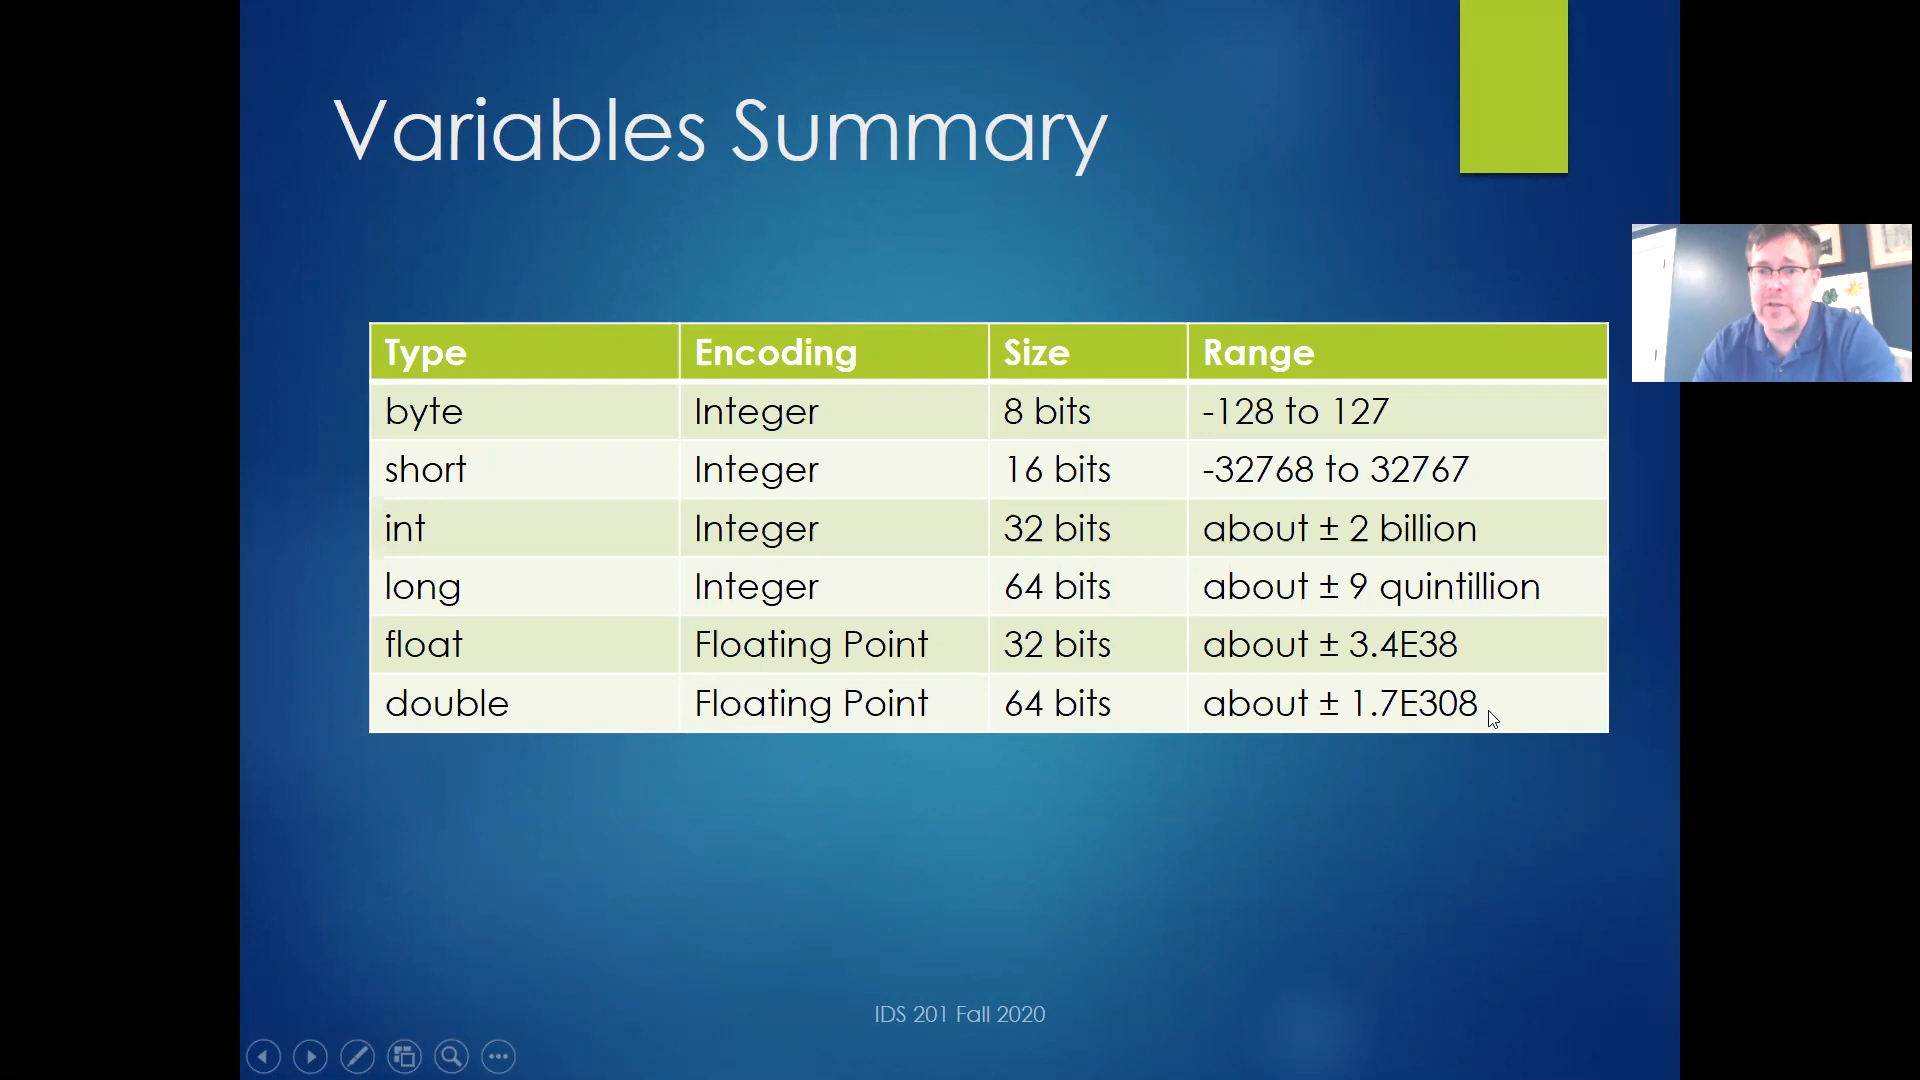 Variables Summary
Type Encoding Size Range
byte Integer 8 bits -128 to 127
short Integer 16 bits -32768 to 32767
int Integer 32 bits about ± 2 billion
long Integer 64 bits about ± 9 quintillion
float Floating Point 32 bits about ± 3.4E38
double Floating Point 64 bits about ± 1.7E308
IDS 201 Fall 2020